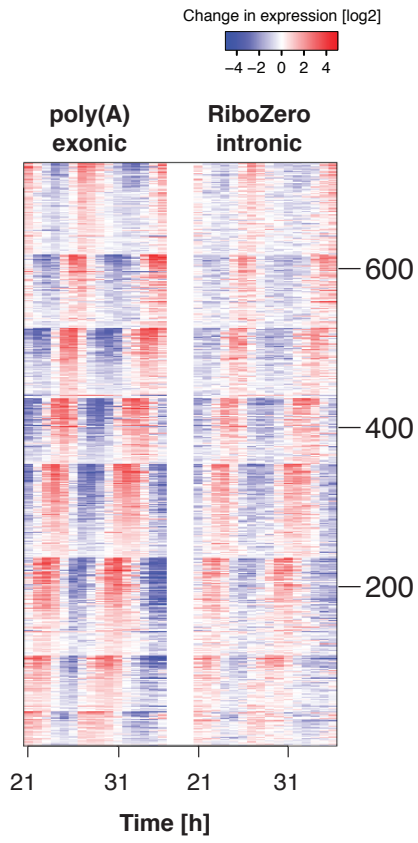 Change in expression [log2]
−4 −2 0 2 4
poly(A) RiboZero
exonic intronic
600
400
200
21 31 21 31
Time [h]